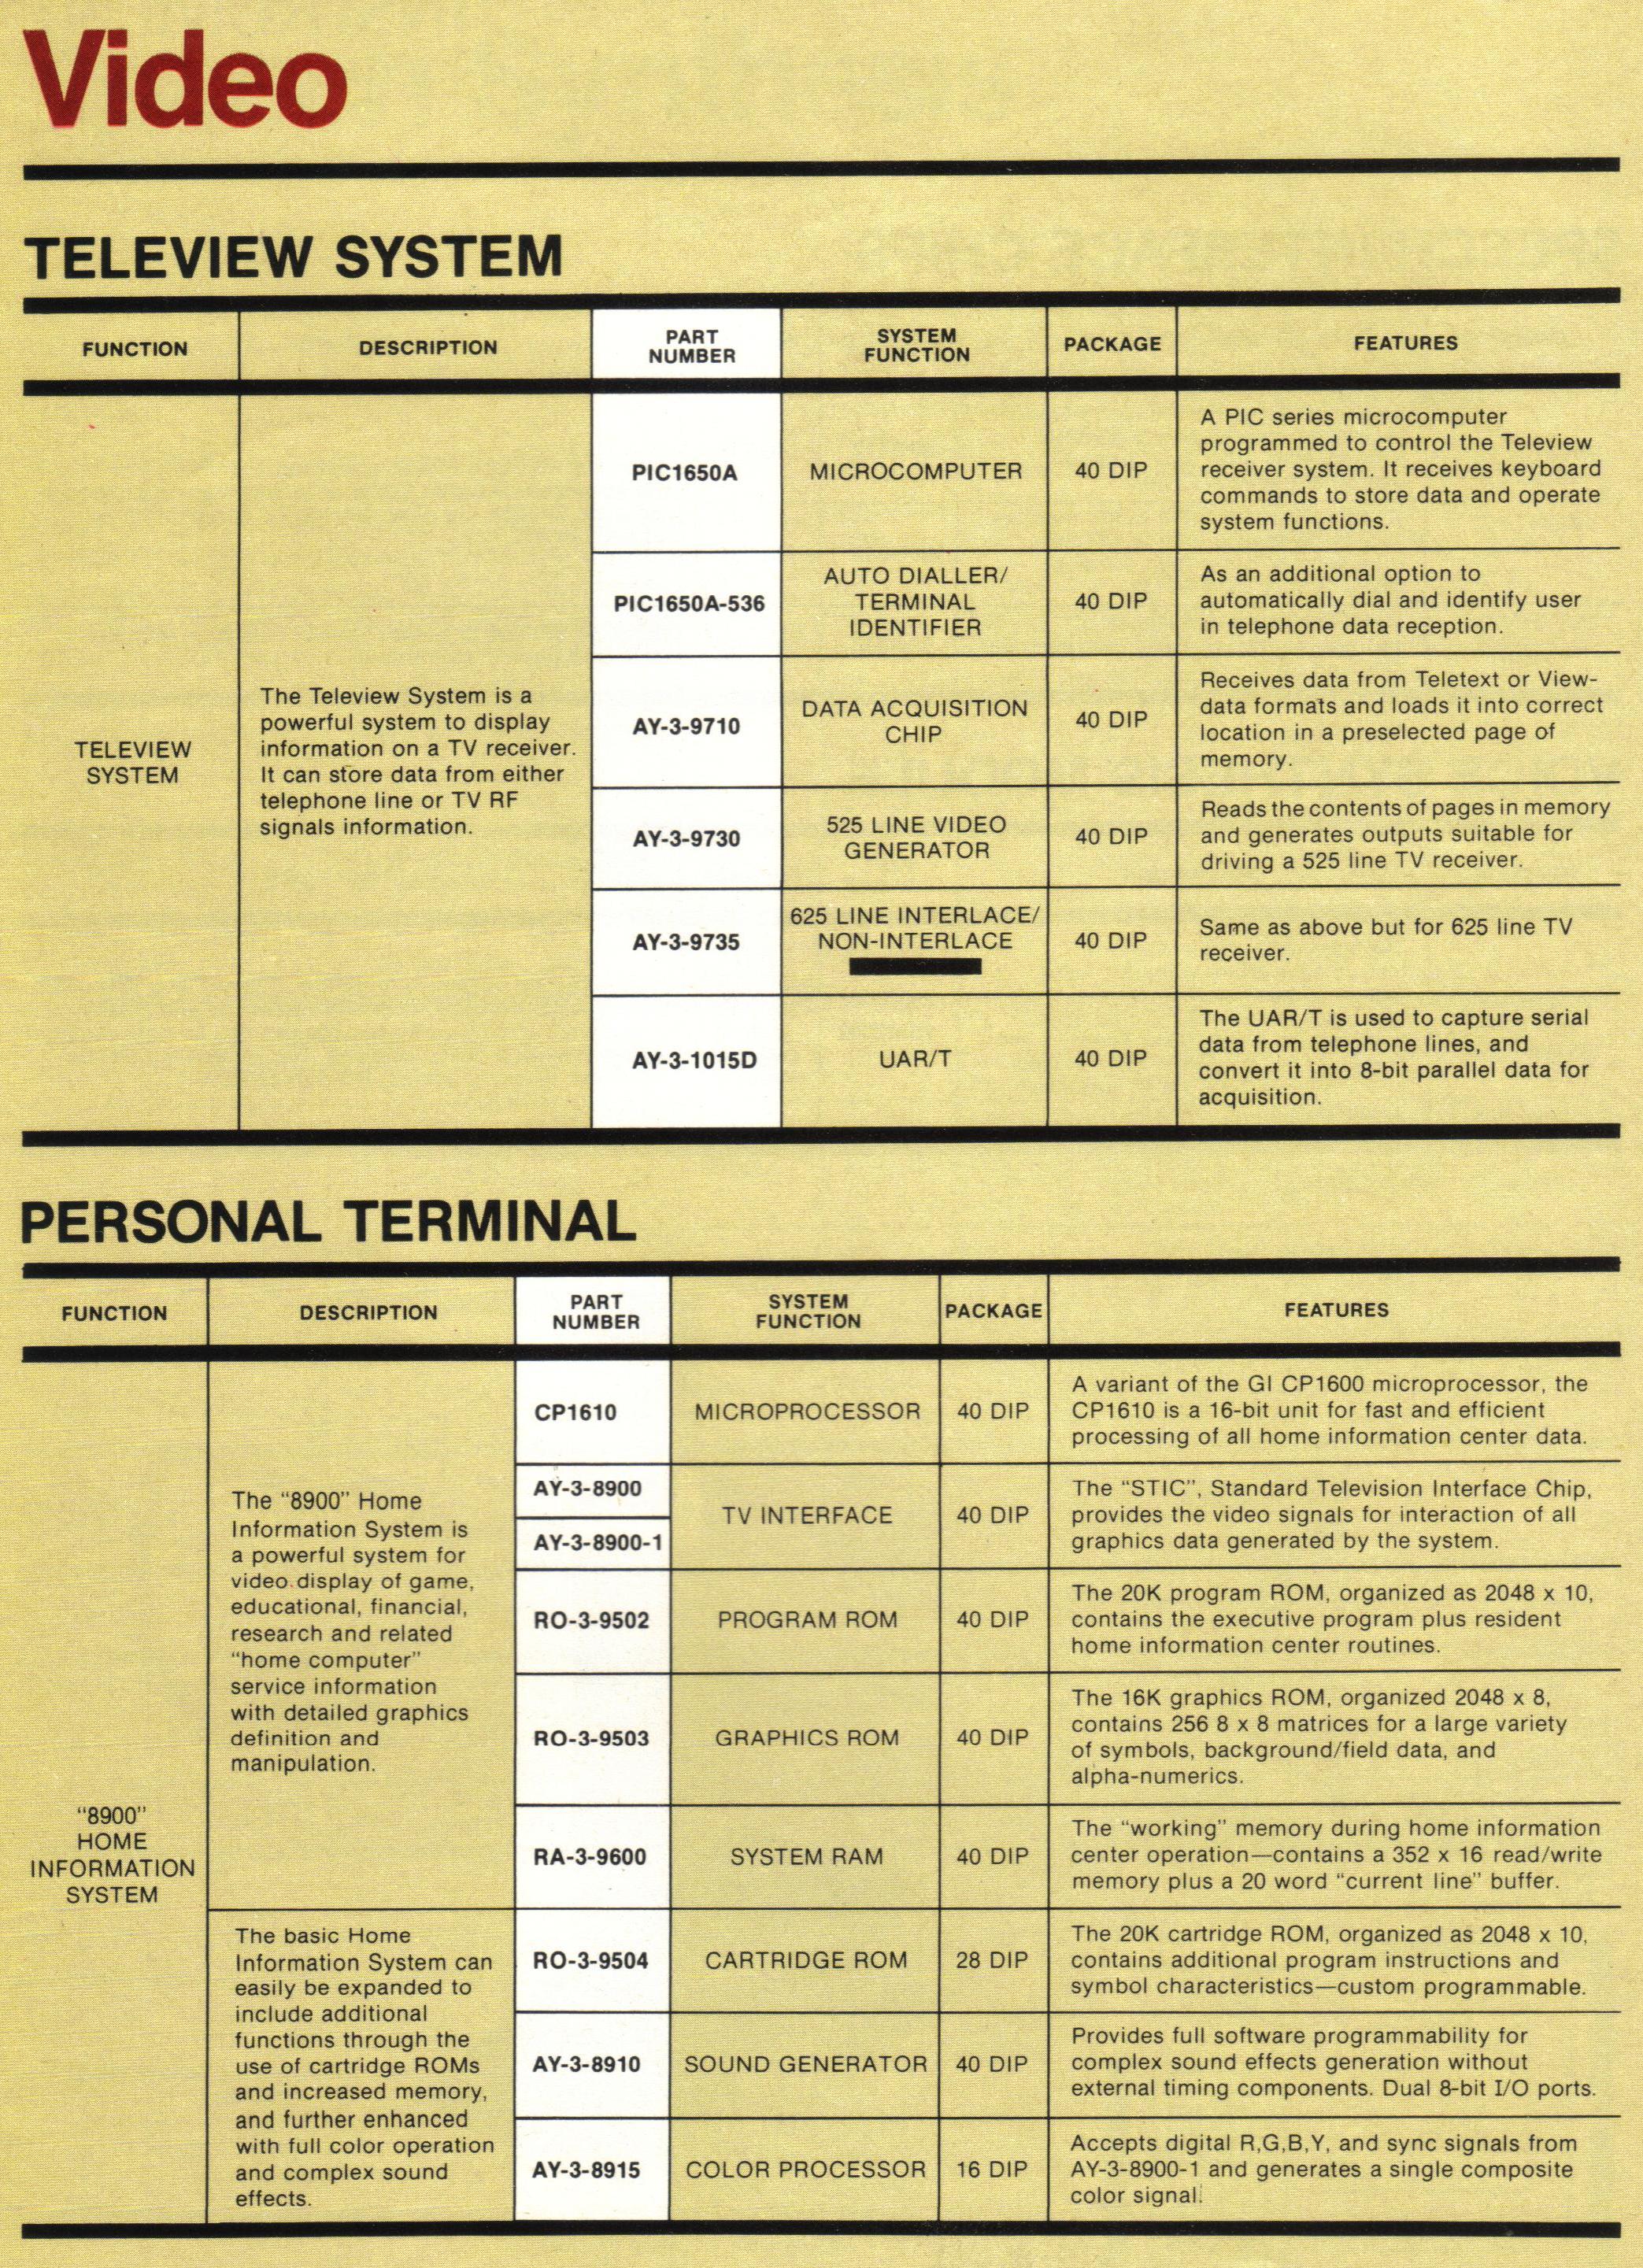 Video
TELEVIEW SYSTEM
FUNCTION
DESCRIPTION
PART
NUMBER
SYSTEM
FUNCTION
PACKAGE
FEATURES
TELEVIEW
SYSTEM
The Teleview System is a
powerful system to display
information on a TV receiver.
It can store data from either
telephone line or TV RF
signals information.
PIC1650A
MICROCOMPUTER
40 DIP
A PIC series microcomputer
programmed to control the Teleview
receiver system. It receives keyboard
commands to store data and operate
system functions.
PIC1650A-536
AUTO DIALLER/
TERMINAL
IDENTIFIER
40 DIP
As an additional option to
automatically dial and identify user
in telephone data reception.
AY-3-9710
DATA ACQUISITION
CHIP
40 DIP
Receives data from Teletext or View-
data formats and loads it into correct
location in a preselected page of
memory.
AY-3-9730
525 LINE VIDEO
GENERATOR
40 DIP
Reads the contents of pages in memory
and generates outputs suitable for
driving a 525 line TV receiver.
AY-3-9735
625 LINE INTERLACE/
NON-INTERLACE
40 DIP
Same as above but for 625 line TV
receiver.
AY-3-1015D
UAR/T
40 DIP
The UAR/T is used to capture serial
data from telephone lines, and
convert it into 8-bit parallel data for
acquisition.
PERSONAL TERMINAL
FUNCTION
DESCRIPTION
PART
NUMBER
SYSTEM
FUNCTION
PACKAGE
FEATURES
"8900"
HOME
INFORMATION
SYSTEM
The "8900" Home
Information System is
a powerful system for
video display of game,
educational, financial,
research and related
"home computer"
service information
with detailed graphics
definition and
manipulation.
CP1610
MICROPROCESSOR
40 DIP
A variant of the GI CP1600 microprocessor, the
CP1610 is a 16-bit unit for fast and efficient
processing of all home information center data.
AY-3-8900
AY-3-8900-1
TV INTERFACE
40 DIP
The "STIC", Standard Television Interface Chip,
provides the video signals for interaction of all
graphics data generated by the system.
RO-3-9502
PROGRAM ROM
40 DIP
The 20K program ROM, organized as 2048 x 10,
contains the executive program plus resident
home information center routines.
RO-3-9503
GRAPHICS ROM
40 DIP
The 16K graphics ROM, organized 2048 x 8,
contains 256 8 x 8 matrices for a large variety
of symbols, background/field data, and
alpha-numerics.
RA-3-9600
SYSTEM RAM
40 DIP
The "working" memory during home information
center operation—contains a 352 x 16 read/write
memory plus a 20 word "current line" buffer.
The basic Home
Information System can
easily be expanded to
include additional
functions through the
use of cartridge ROMs
and increased memory,
and further enhanced
with full color operation
and complex sound
effects.
RO-3-9504
CARTRIDGE ROM
28 DIP
The 20K cartridge ROM, organized as 2048 x 10,
contains additional program instructions and
symbol characteristics—custom programmable.
AY-3-8910
SOUND GENERATOR
40 DIP
Provides full software programmability for
complex sound effects generation without
external timing components. Dual 8-bit I/O ports.
AY-3-8915
COLOR PROCESSOR
16 DIP
Accepts digital R,G,B,Y, and sync signals from
AY-3-8900-1 and generates a single composite
color signal.